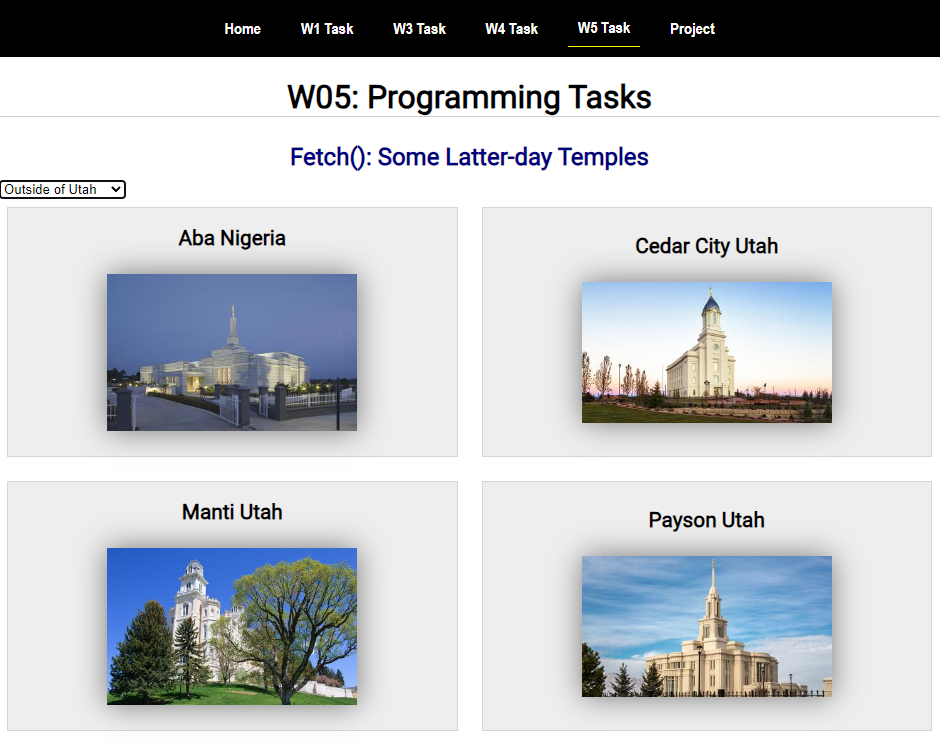 Home W1 Task W3 Task W4 Task W5 Task Project
W05: Programming Tasks
Fetch(): Some Latter-day Temples
Outside of Utah
Aba Nigeria
Cedar City Utah
Manti Utah
Payson Utah